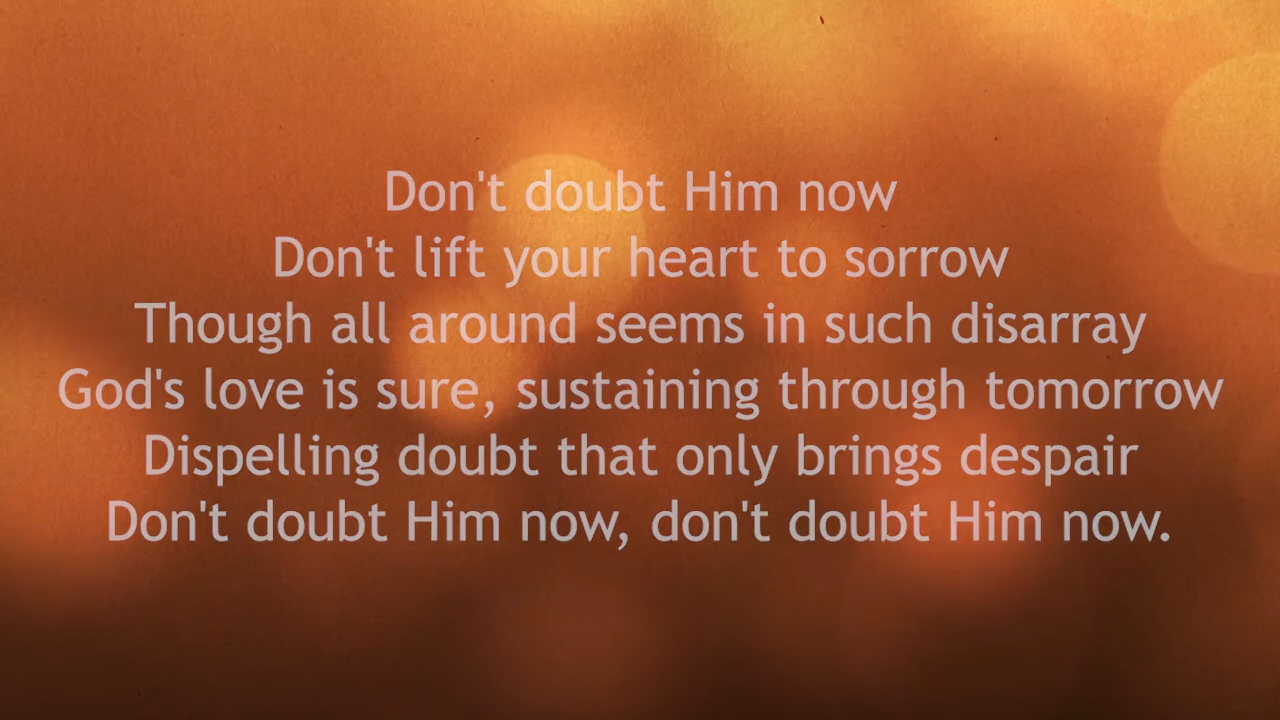 Don't doubt Him now
Don't lift your heart to sorrow
Though all around seems in such disarray
God's love is sure, sustaining through tomorrow
Dispelling doubt that only brings despair
Don't doubt Him now, don't doubt Him now.